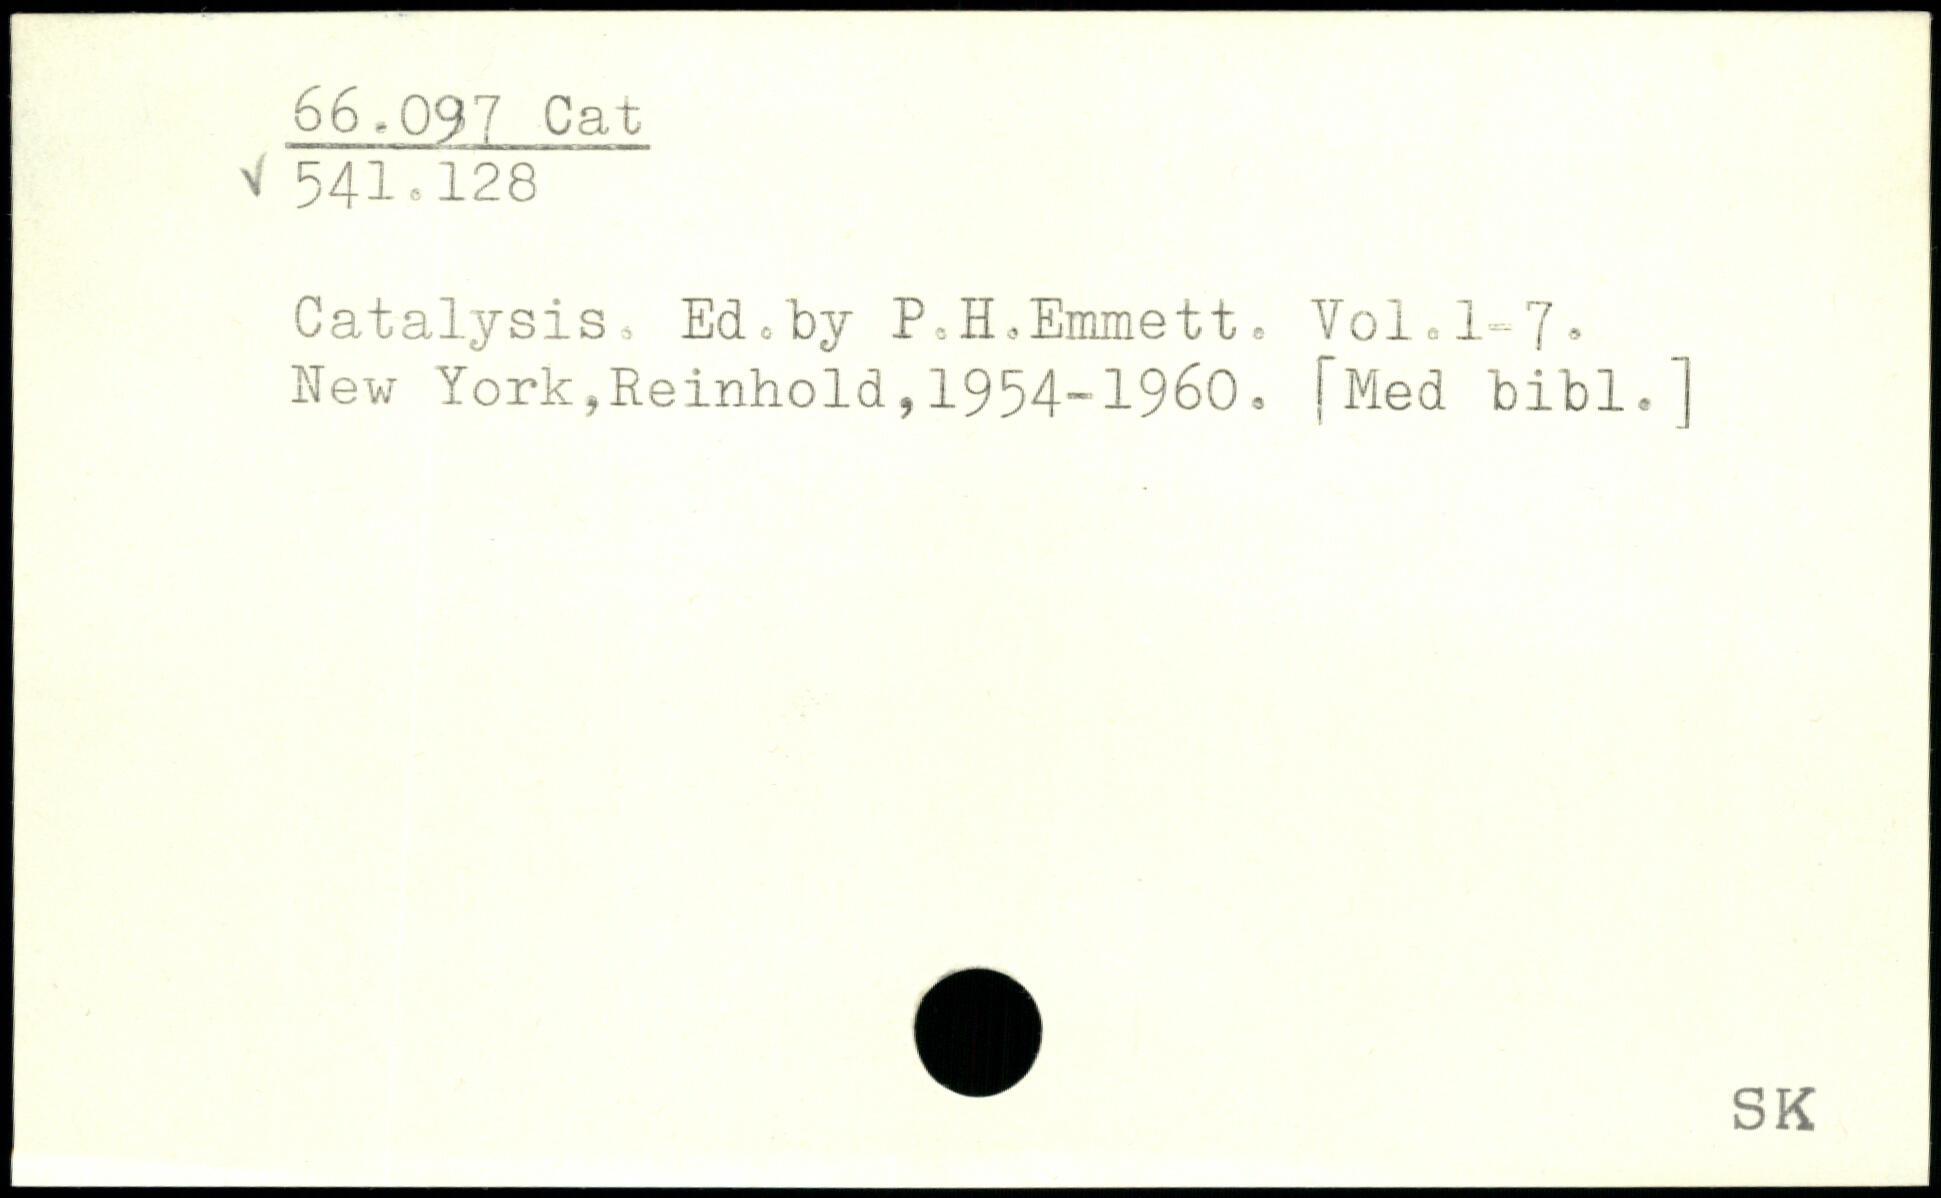 66.097 Cat
√ 541.128
Catalysis. Ed.by P.H.Emmett. Vol.1-7.
New York,Reinhold,1954-1960. [Med bibl.]
SK